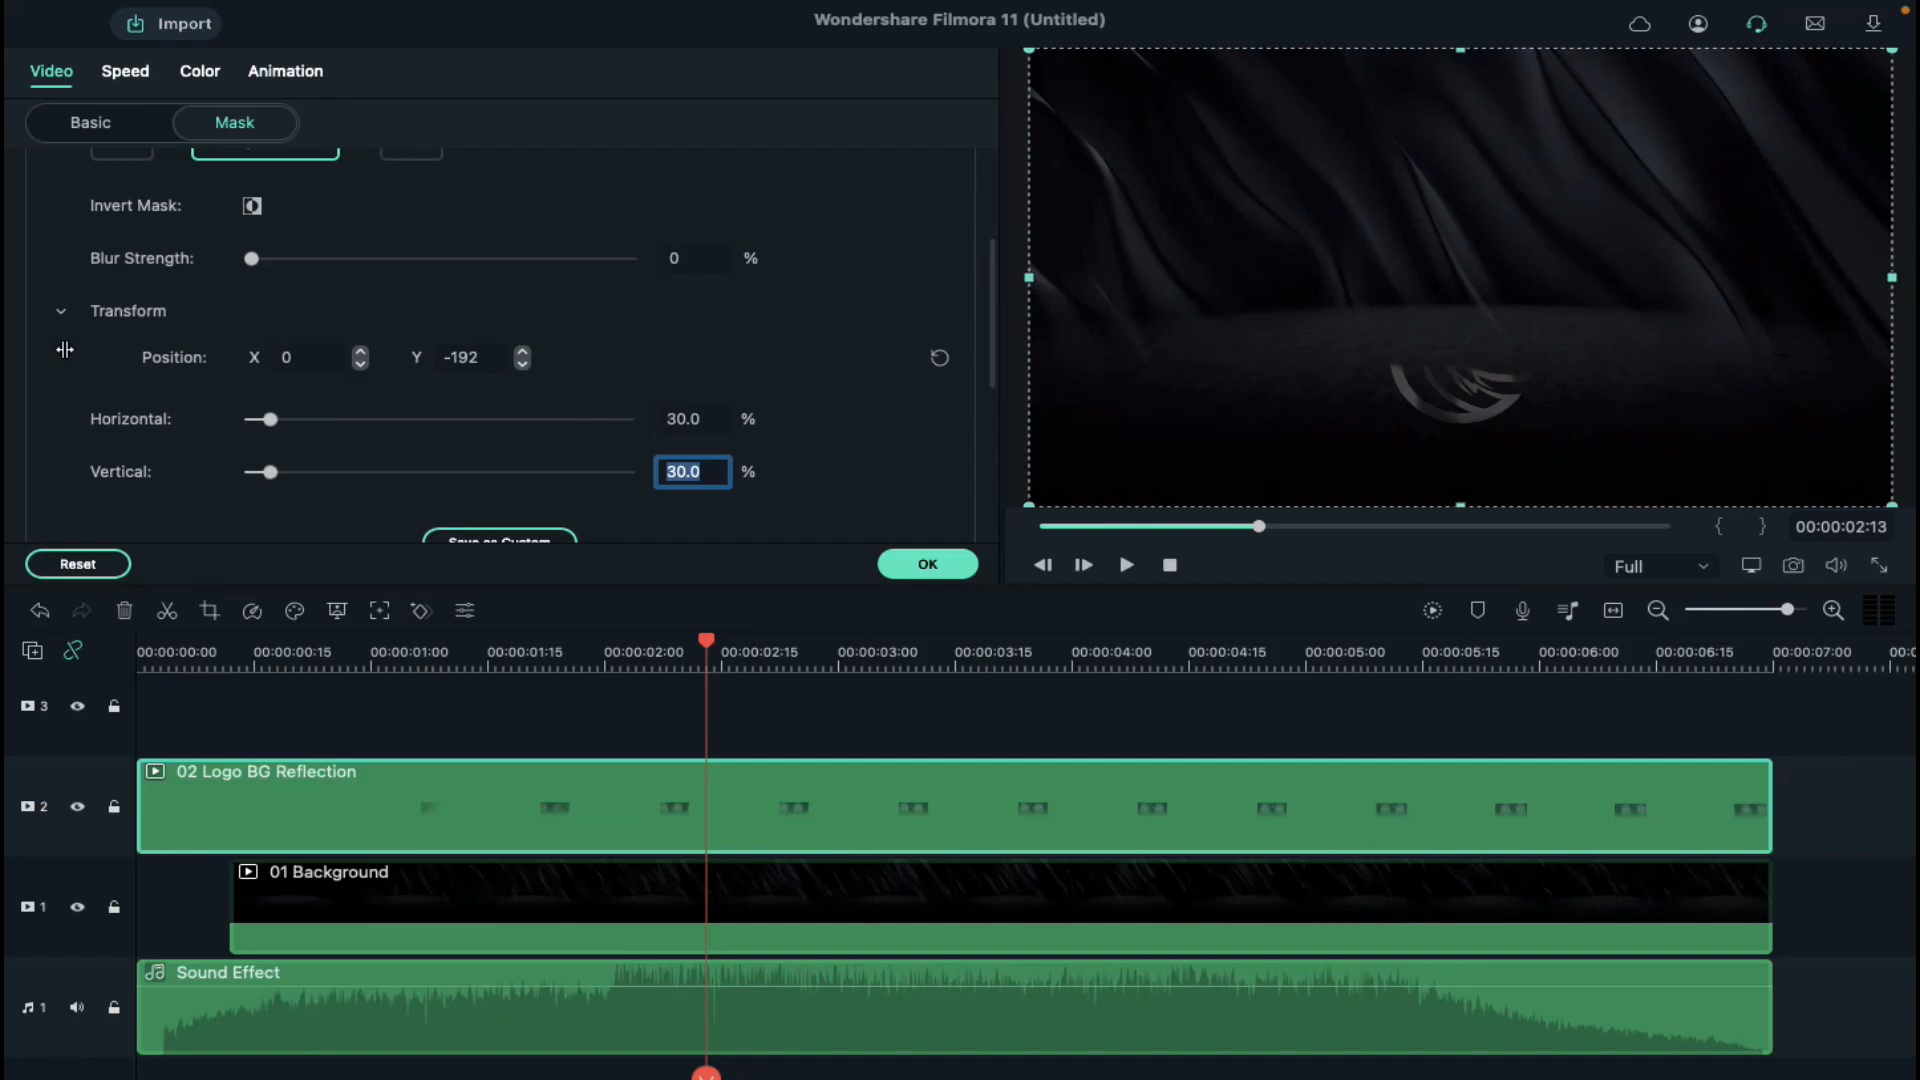 Import
Wondershare Filmora 11 (Untitled)
Video Speed Color Animation
Basic Mask
Invert Mask:
Blur Strength: 0 %
Transform
Position: X 0 Y -192
Horizontal: 30.0 %
Vertical: 30.0 %
Save as Custom
Reset OK
00:00:02:13
Full
00:00:00:00 00:00:00:15 00:00:01:00 00:00:01:15 00:00:02:00 00:00:02:15 00:00:03:00 00:00:03:15 00:00:04:00 00:00:04:15 00:00:05:00 00:00:05:15 00:00:06:00 00:00:06:15 00:00:07:00 00:0
3
02 Logo BG Reflection
2
01 Background
1
Sound Effect
1